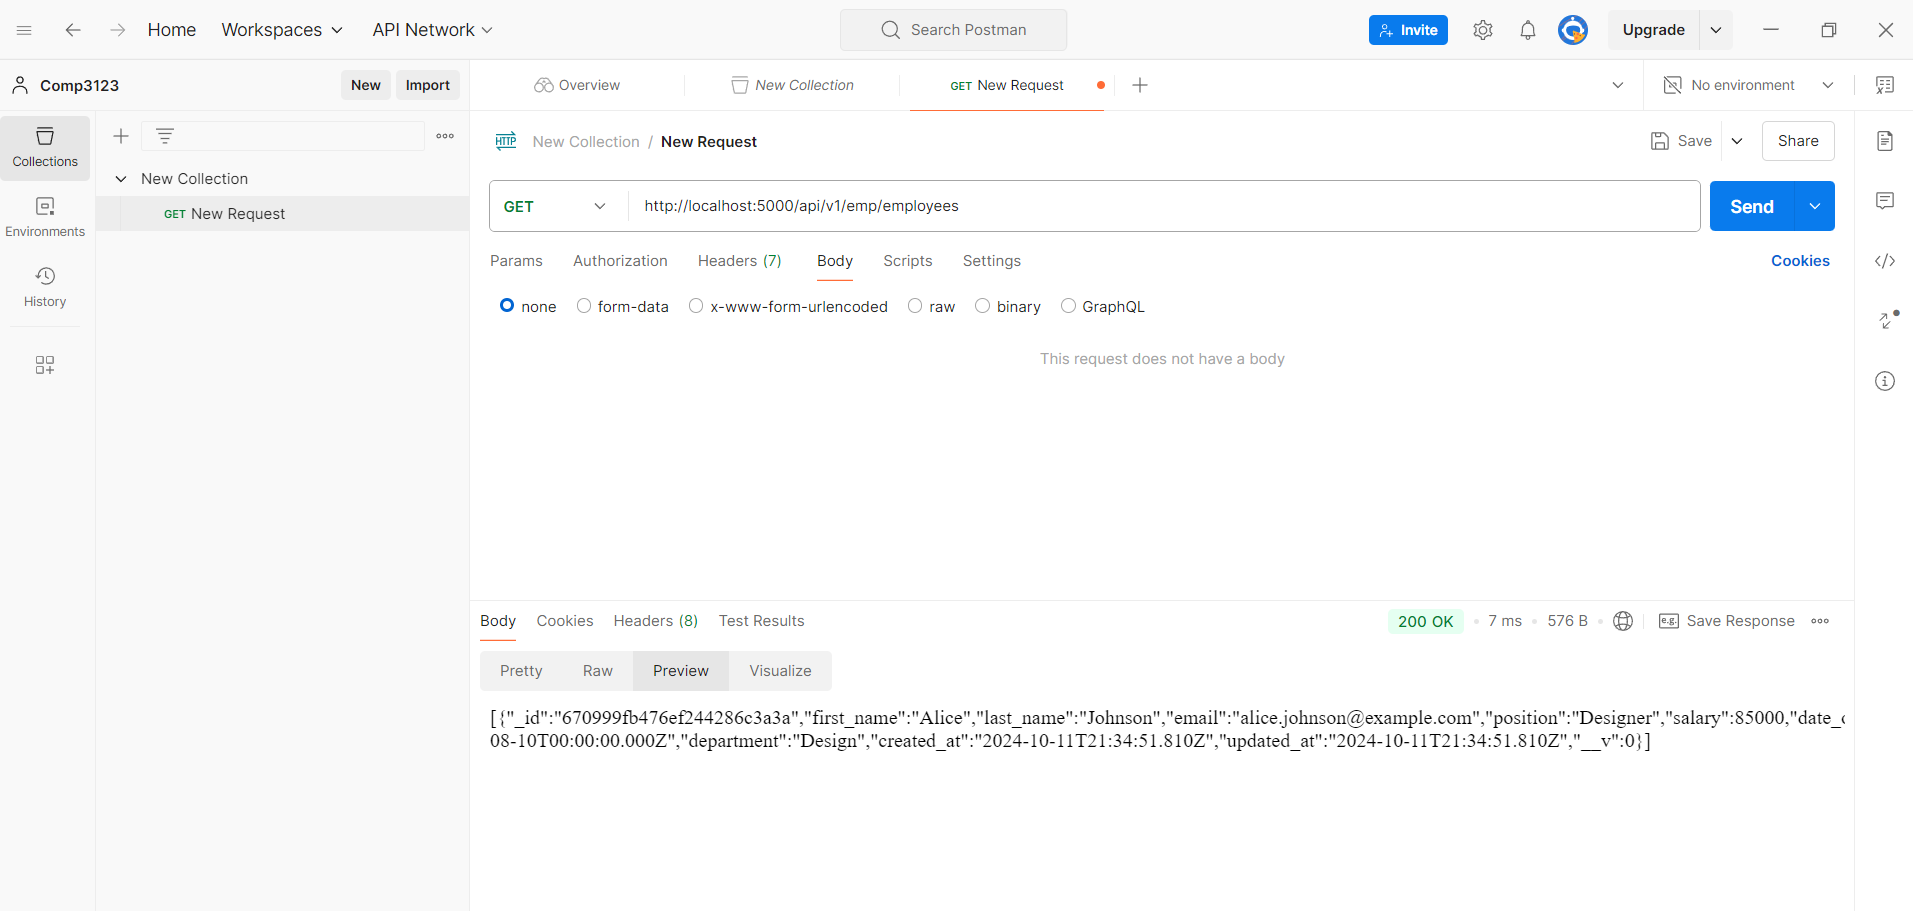 Home Workspaces API Network Search Postman Invite Upgrade
Comp3123 New Import Overview New Collection GET New Request No environment
Collections
New Collection / New Request Save Share
New Collection
GET New Request
GET http://localhost:5000/api/v1/emp/employees Send
Environments
Params Authorization Headers (7) Body Scripts Settings Cookies
History
none form-data x-www-form-urlencoded raw binary GraphQL
This request does not have a body
Body Cookies Headers (8) Test Results 200 OK 7 ms 576 B e.g. Save Response
Pretty Raw Preview Visualize
[{"_id":"670999fb476ef244286c3a3a","first_name":"Alice","last_name":"Johnson","email":"alice.johnson@example.com","position":"Designer","salary":85000,"date_
08-10T00:00:00.000Z","department":"Design","created_at":"2024-10-11T21:34:51.810Z","updated_at":"2024-10-11T21:34:51.810Z","__v":0}]